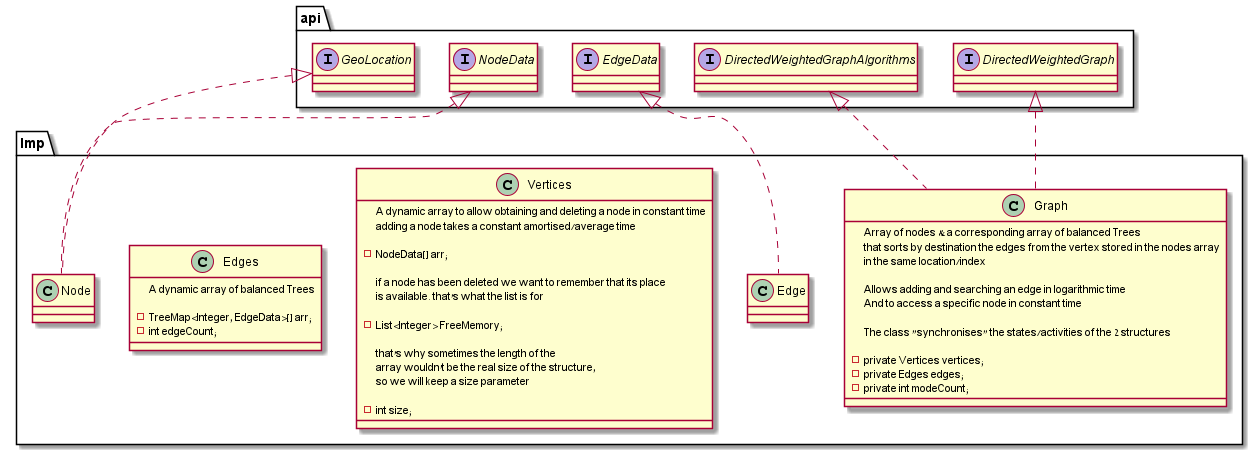 api
I GeoLocation
I NodeData
I EdgeData
I DirectedWeightedGraphAlgorithms
I DirectedWeightedGraph
Imp
C Node
C Edges
A dynamic array of balanced Trees
TreeMap<Integer, EdgeData>[] arr;
int edgeCount;
C Vertices
A dynamic array to allow obtaining and deleting a node in constant time
adding a node takes a constant amortised/average time
NodeData[] arr;
if a node has been deleted we want to remember that its place
is available. that's what the list is for
List<Integer> FreeMemory;
that's why sometimes the length of the
array wouldn't be the real size of the structure,
so we will keep a size parameter
int size;
C Edge
C Graph
Array of nodes & a corresponding array of balanced Trees
that sorts by destination the edges from the vertex stored in the nodes array
in the same location/index
Allows adding and searching an edge in logarithmic time
And to access a specific node in constant time
The class "synchronises" the states/activities of the 2 structures
private Vertices vertices;
private Edges edges;
private int modeCount;